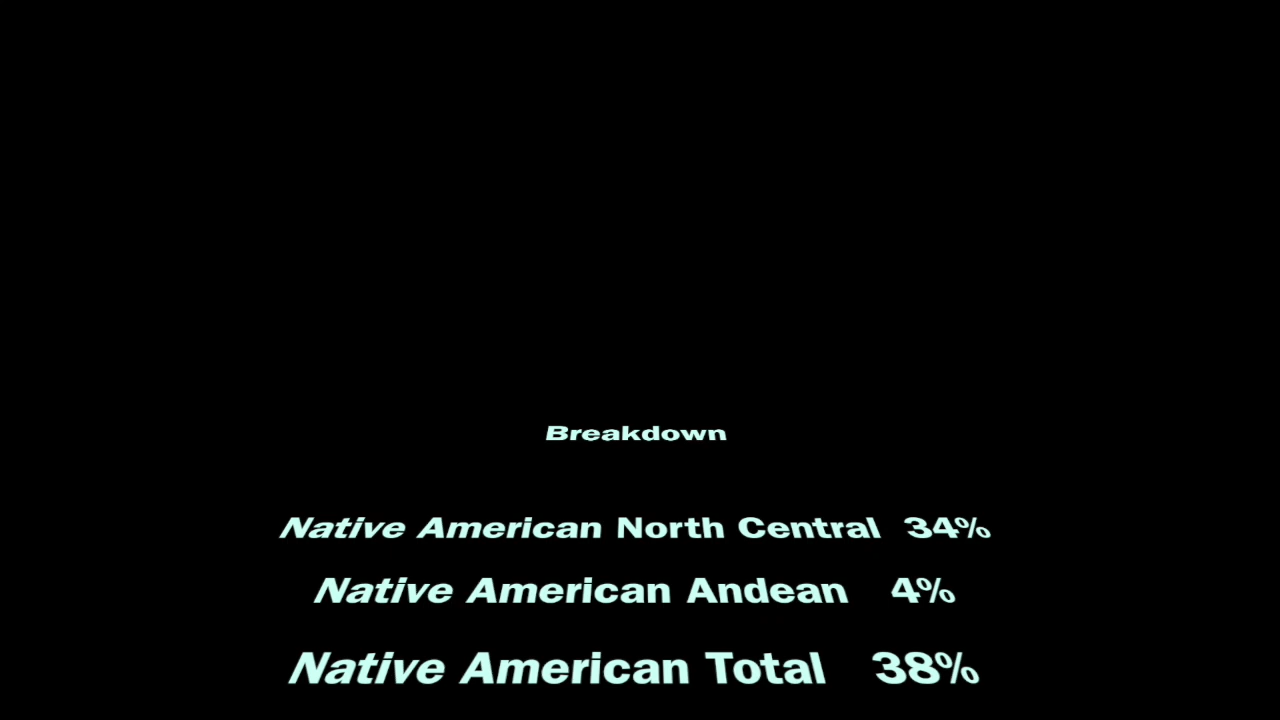 Breakdown
Native American North Central 34%
Native American Andean 4%
Native American Total 38%